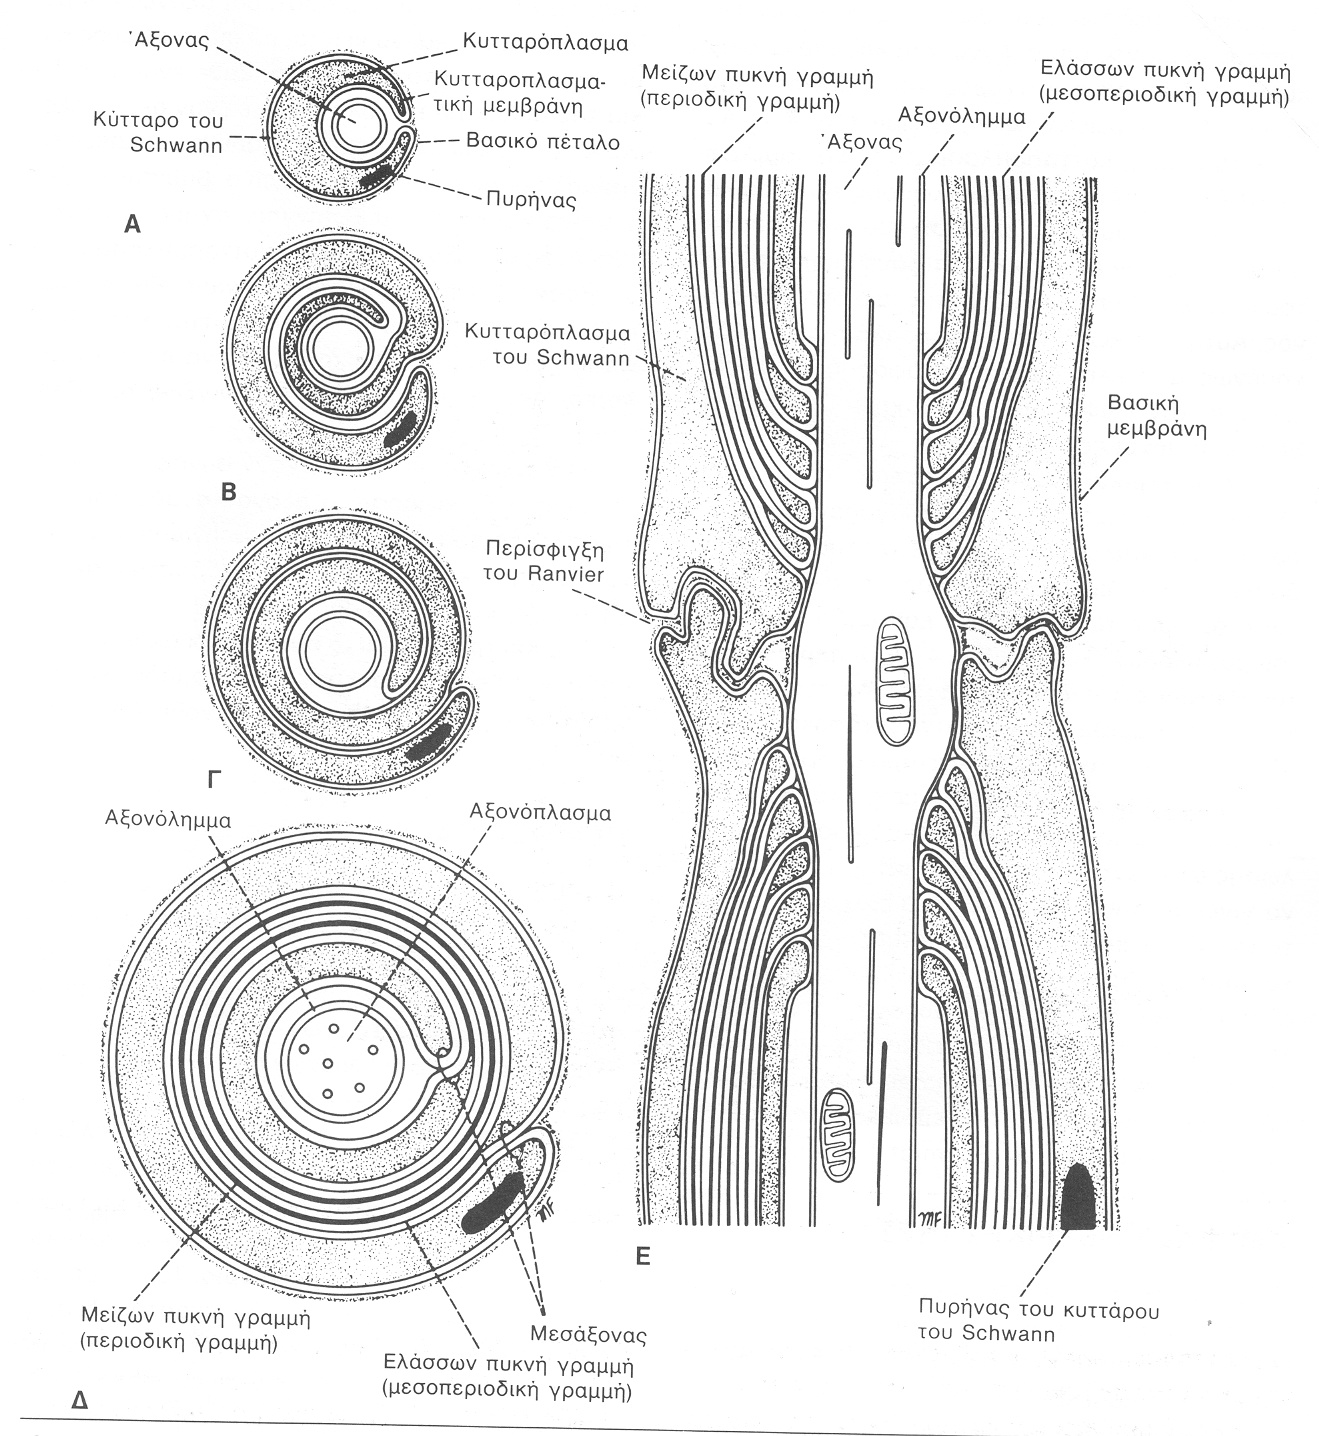 Ἀξονας
Κυτταρόπλασμα
Κυτταροπλασμα-
τική μεμβράνη
Κύτταρο του
Schwann
Βασικό πέταλο
Πυρήνας
Α
Β
Γ
Αξονόλημμα
Αξονόπλασμα
Μείζων πυκνή γραμμή
(περιοδική γραμμή)
Μεσάξονας
Ελάσσων πυκνή γραμμή
(μεσοπεριοδική γραμμή)
Δ
Μείζων πυκνή γραμμή
(περιοδική γραμμή)
Ἀξονας
Αξονόλημμα
Ελάσσων πυκνή γραμμή
(μεσοπεριοδική γραμμή)
Κυτταρόπλασμα
του Schwann
Βασική
μεμβράνη
Περίσφιγξη
του Ranvier
Ε
Πυρήνας του κυττάρου
του Schwann